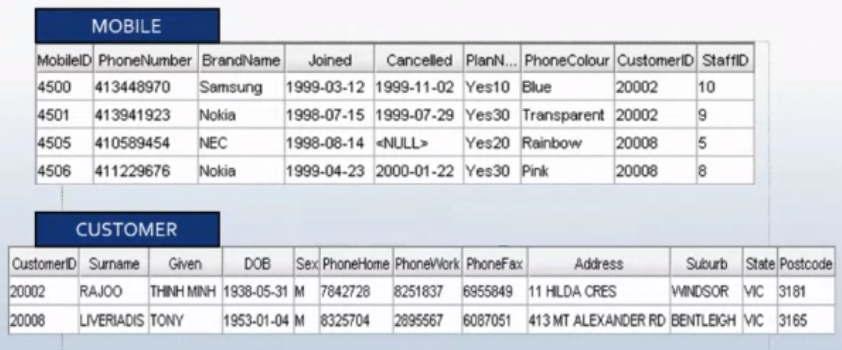 MOBILE
MobileID PhoneNumber BrandName Joined Cancelled PlanN... PhoneColour CustomerID StaffID
4500 413448970 Samsung 1999-03-12 1999-11-02 Yes10 Blue 20002 10
4501 413941923 Nokia 1998-07-15 1999-07-29 Yes30 Transparent 20002 9
4505 410589454 NEC 1998-08-14 <NULL> Yes20 Rainbow 20008 5
4506 411229676 Nokia 1999-04-23 2000-01-22 Yes30 Pink 20008 8
CUSTOMER
CustomerID Surname Given DOB Sex PhoneHome PhoneWork PhoneFax Address Suburb State Postcode
20002 RAJOO THINH MINH 1938-05-31 M 7842728 8251837 6955849 11 HILDA CRES WINDSOR VIC 3181
20008 LIVERIADIS TONY 1953-01-04 M 8325704 2895567 6087051 413 MT ALEXANDER RD BENTLEIGH VIC 3165